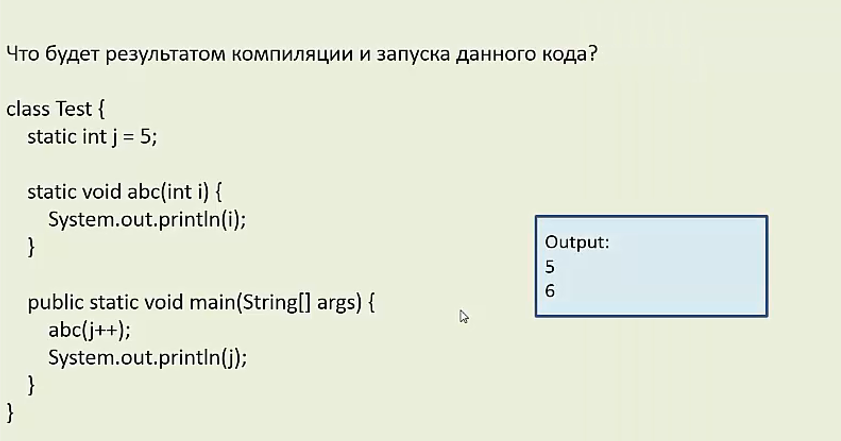 Что будет результатом компиляции и запуска данного кода?
class Test {
static int j = 5;
static void abc(int i) {
System.out.println(i);
}
public static void main(String[] args) {
abc(j++);
System.out.println(j);
}
}
Output:
5
6